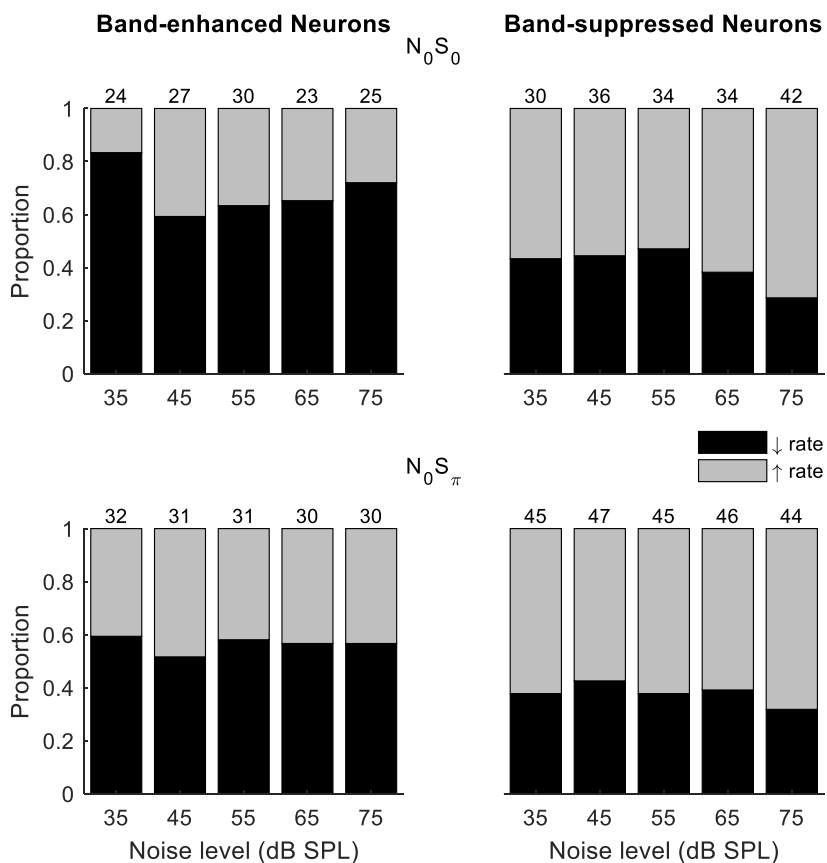 Band-enhanced Neurons Band-suppressed Neurons
N₀S₀
24 27 30 23 25 30 36 34 34 42
1
0.8
0.6
0.4
0.2
0
Proportion
35 45 55 65 75 35 45 55 65 75
↓ rate
↑ rate
N₀Sπ
32 31 31 30 30 45 47 45 46 44
1
0.8
0.6
0.4
0.2
0
Proportion
35 45 55 65 75 35 45 55 65 75
Noise level (dB SPL) Noise level (dB SPL)